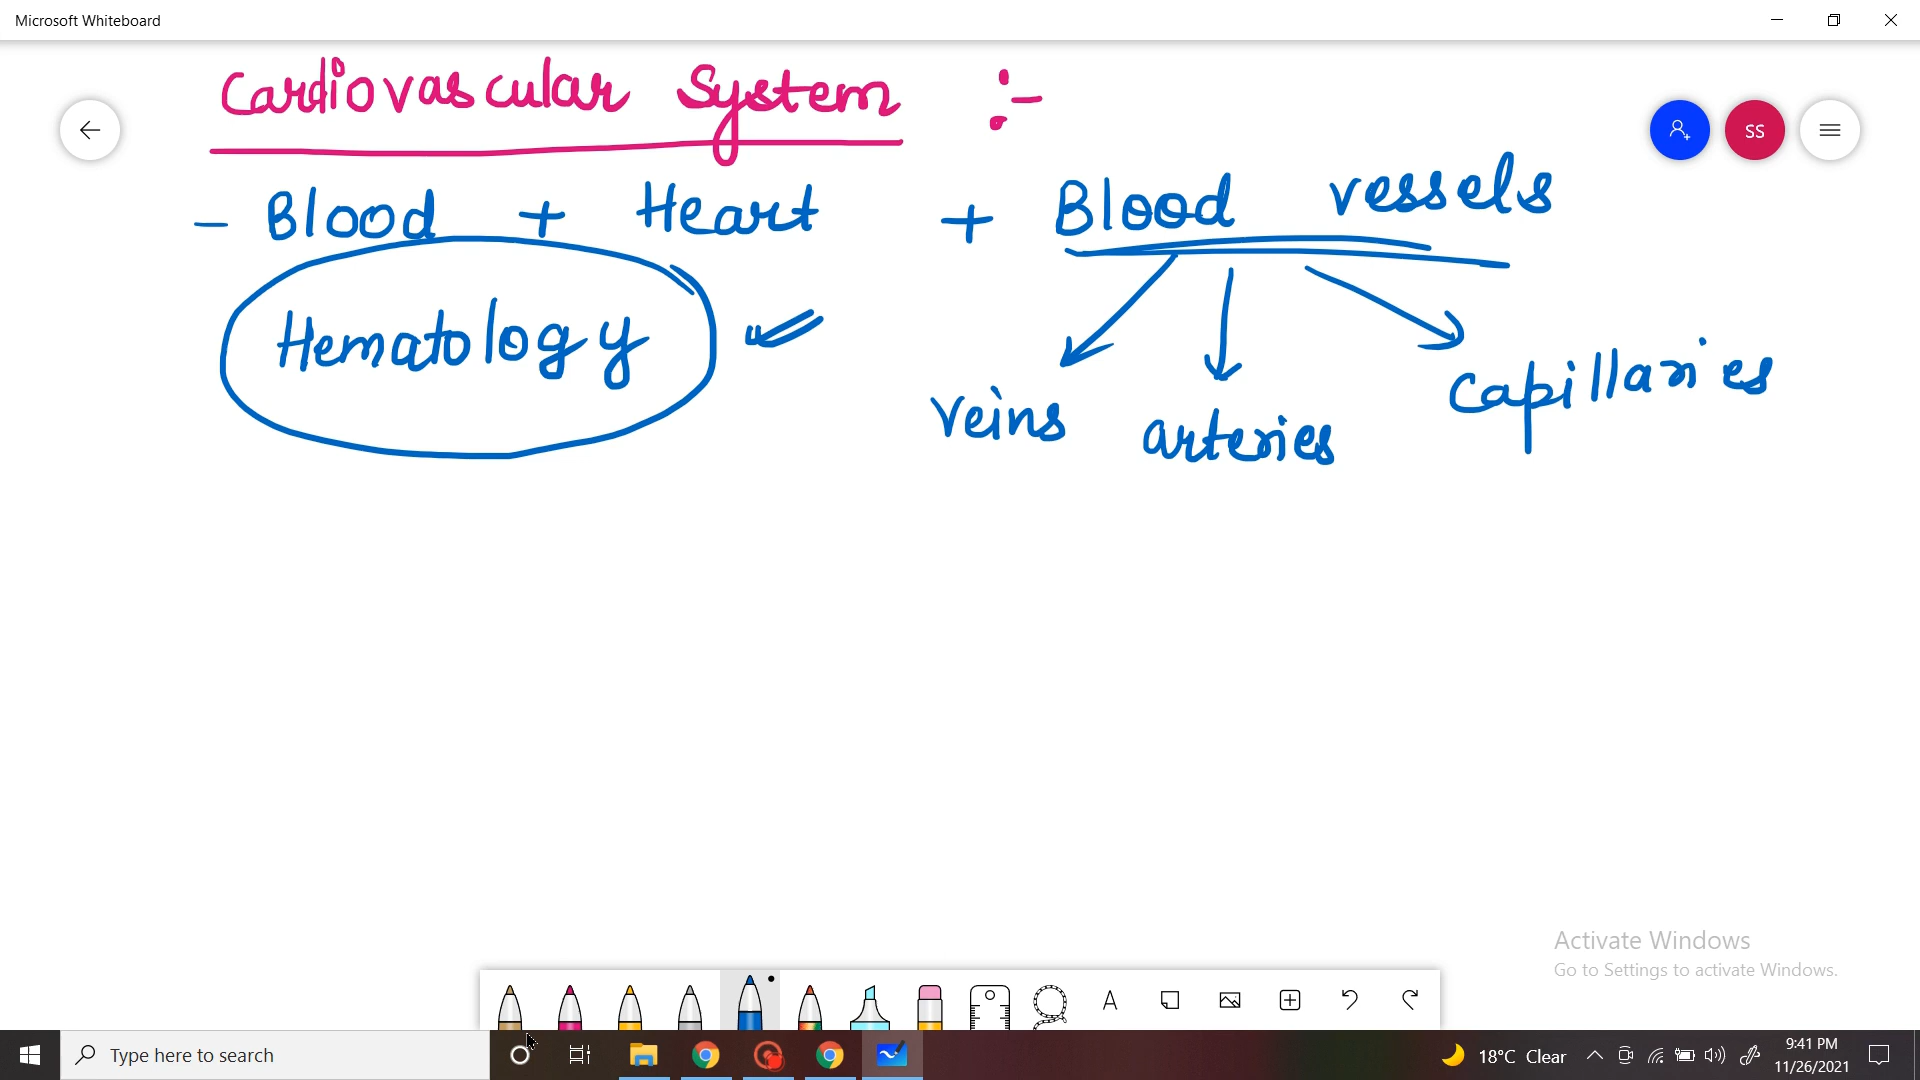 Microsoft Whiteboard
Cardiovascular System :-
SS
- Blood + Heart + Blood vessels
Hematology
veins arteries capillaries
Activate Windows
Go to Settings to activate Windows.
A
Type here to search
18°C Clear
9:41 PM
11/26/2021